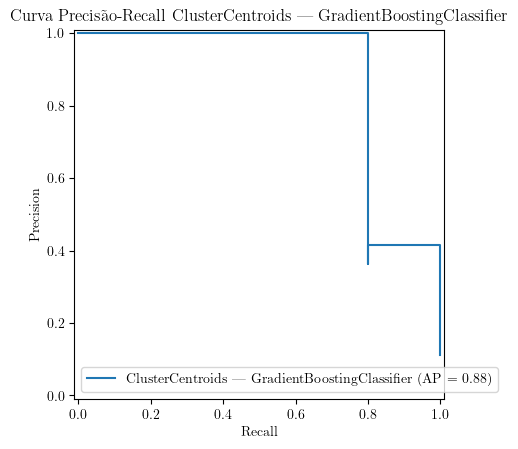 Curva Precisão-Recall ClusterCentroids — GradientBoostingClassifier
1.0
0.8
0.6
0.4
0.2
0.0
Precision
ClusterCentroids — GradientBoostingClassifier (AP = 0.88)
0.0 0.2 0.4 0.6 0.8 1.0
Recall